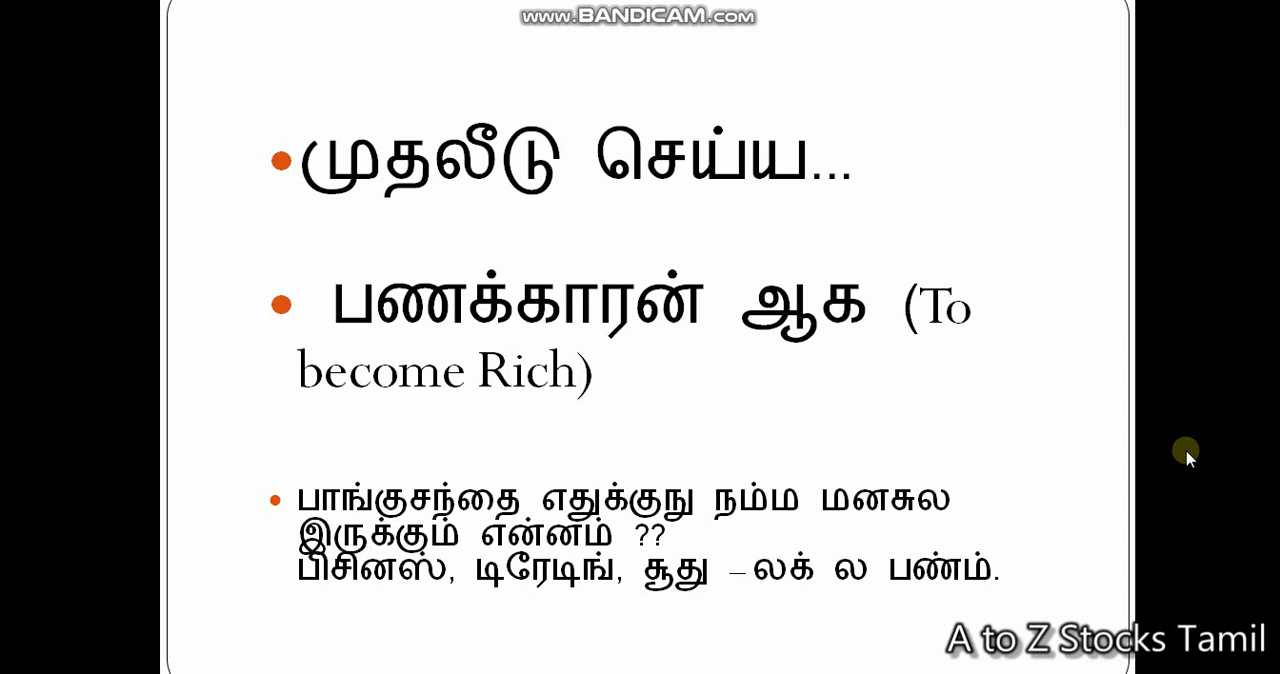 www.BANDICAM.com
•முதலீடு செய்ய...
• பணக்காரன் ஆக (To
become Rich)
• பாங்குசந்தை எதுக்குநு நம்ம மனசுல
இருக்கும் என்னம் ??
பிசினஸ், டிரேடிங், சூது – லக் ல பண்ம்.
A to Z Stocks Tamil